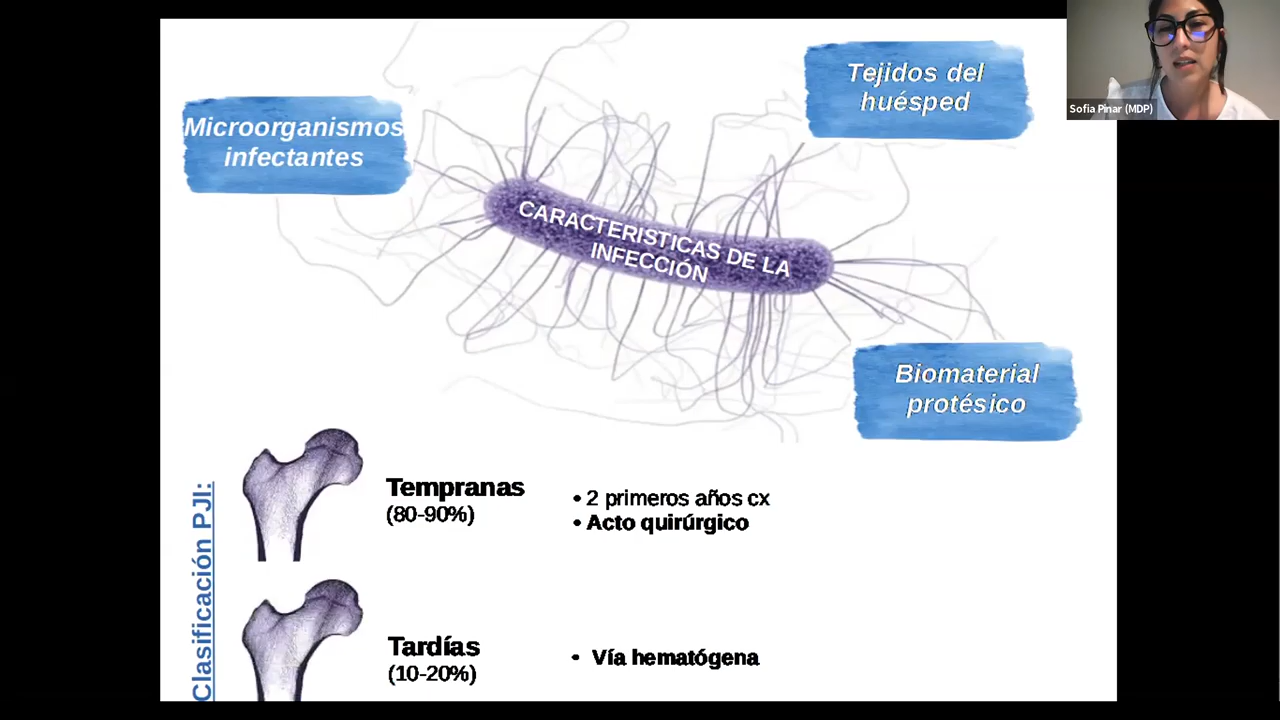 Tejidos del
huésped
Sofia Pinar (MDP)
Microorganismos
infectantes
CARACTERISTICAS DE LA
INFECCIÓN
Biomaterial
protésico
Clasificación PJI:
Tempranas
(80-90%)
• 2 primeros años cx
• Acto quirúrgico
Tardías
(10-20%)
• Vía hematógena